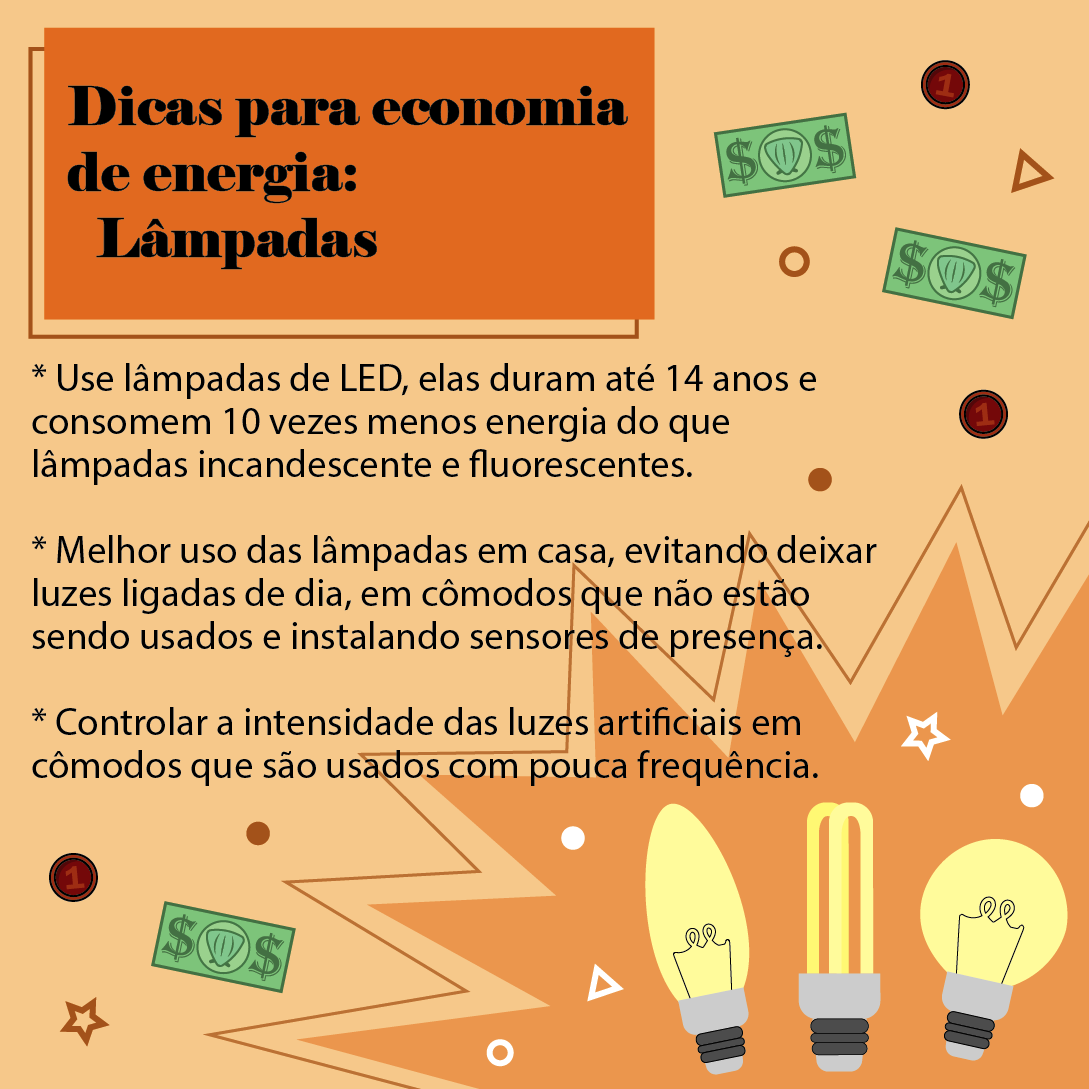 Dicas para economia
de energia:
Lâmpadas
* Use lâmpadas de LED, elas duram até 14 anos e
consomem 10 vezes menos energia do que
lâmpadas incandescente e fluorescentes.
* Melhor uso das lâmpadas em casa, evitando deixar
luzes ligadas de dia, em cômodos que não estão
sendo usados e instalando sensores de presença.
* Controlar a intensidade das luzes artificiais em
cômodos que são usados com pouca frequência.
1
$ $
$ $
1
1
$ $